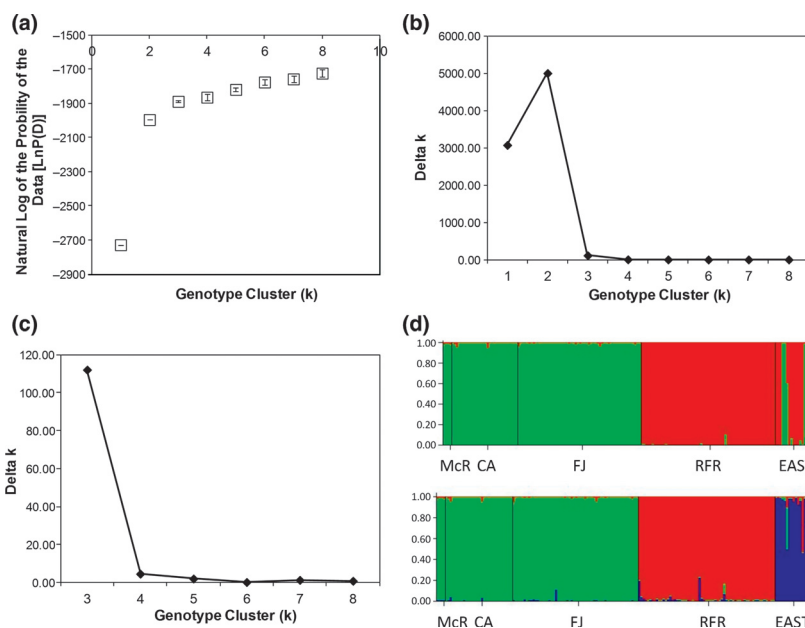 (a)
–1500
0 2 4 6 8 10
–1700
–1900
–2100
–2300
–2500
–2700
–2900
Natural Log of the Probility of the
Data [LnP(D)]
Genotype Cluster (k)
(b)
6000.00
5000.00
4000.00
3000.00
2000.00
1000.00
0.00
Delta k
1 2 3 4 5 6 7 8
Genotype Cluster (k)
(c)
120.00
100.00
80.00
60.00
40.00
20.00
0.00
Delta k
3 4 5 6 7 8
Genotype Cluster (k)
(d)
1.00
0.80
0.60
0.40
0.20
0.00
McR CA FJ RFR EAS
1.00
0.80
0.60
0.40
0.20
0.00
McR CA FJ RFR EAST